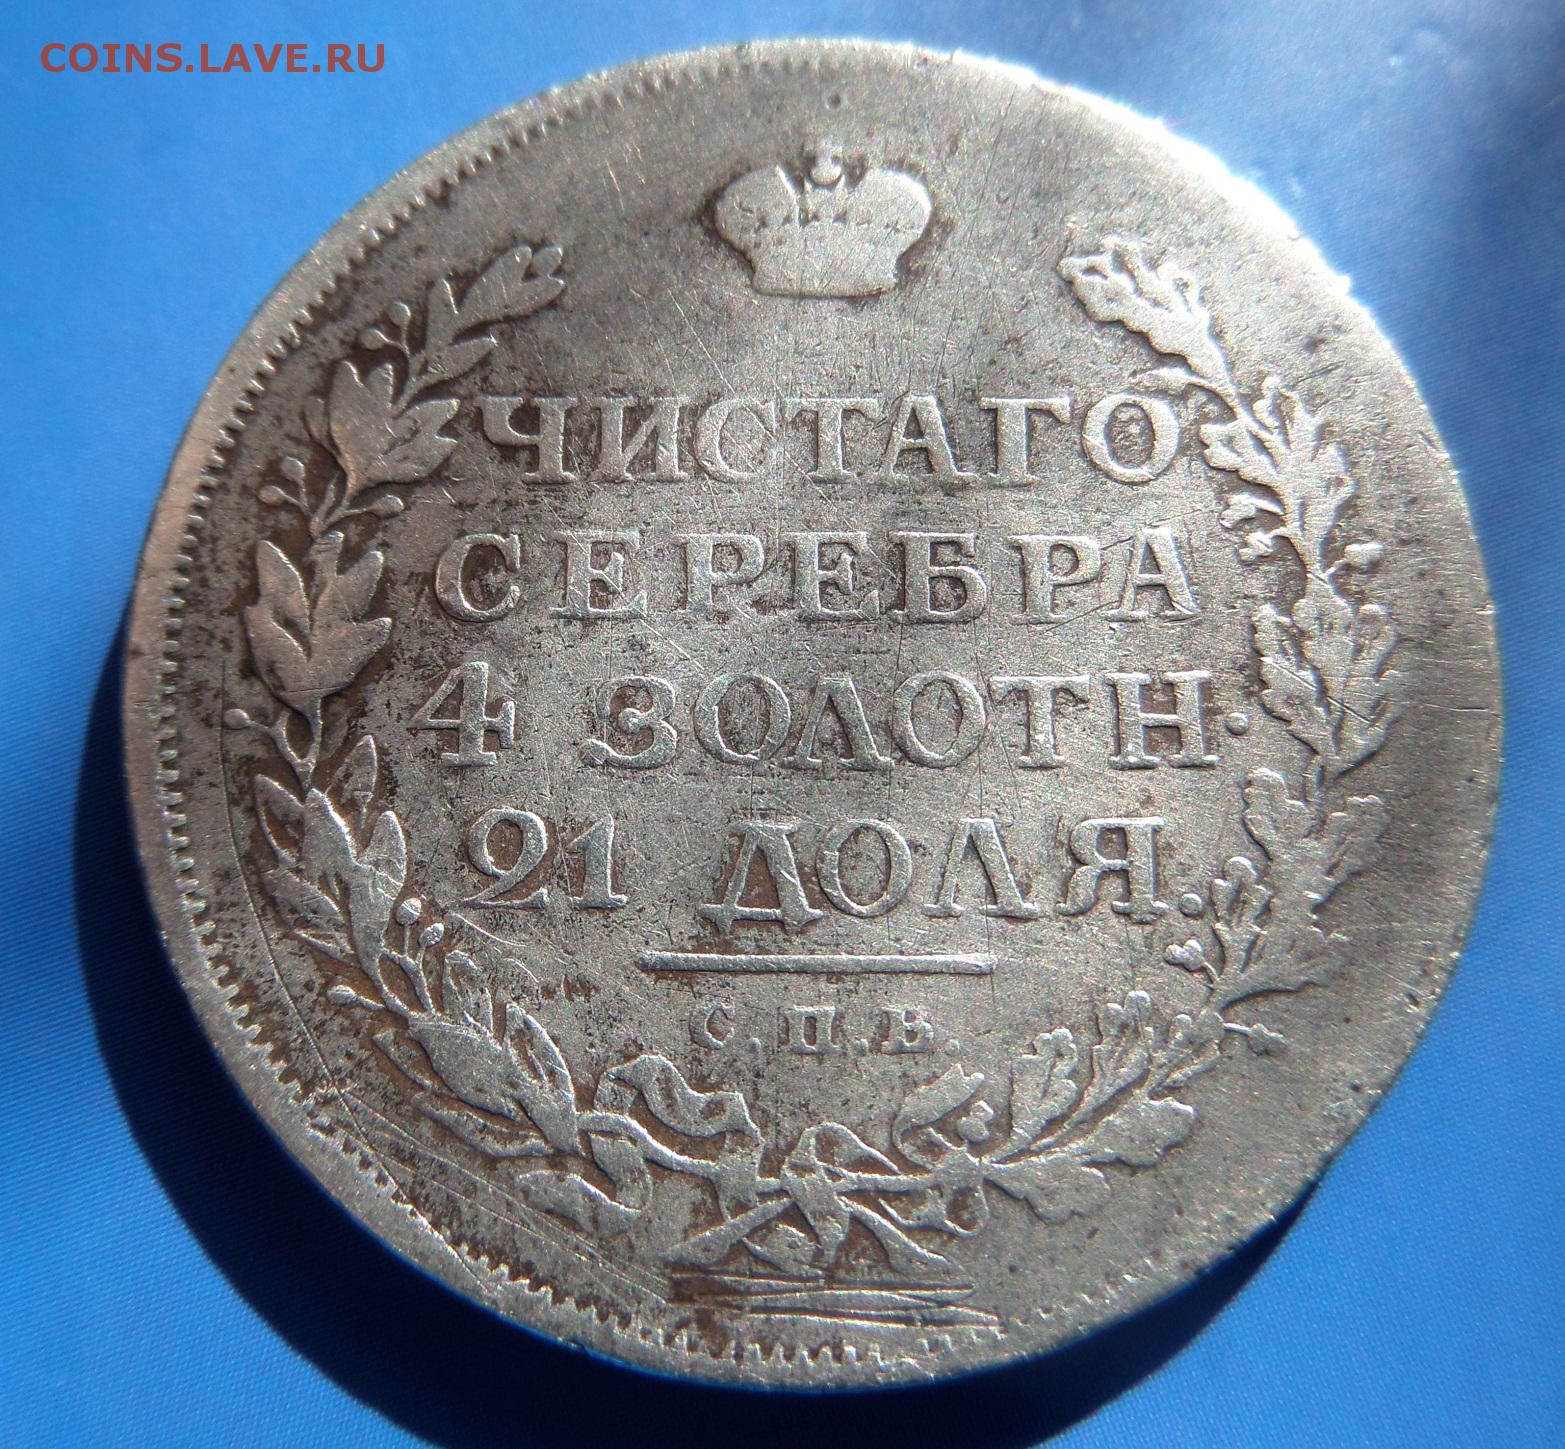 COINS.LAVE.RU
ЧИСТАГО
СЕРЕБРА
4 ЗОЛОТН.
21 ДОЛЯ.
С.П.Б.